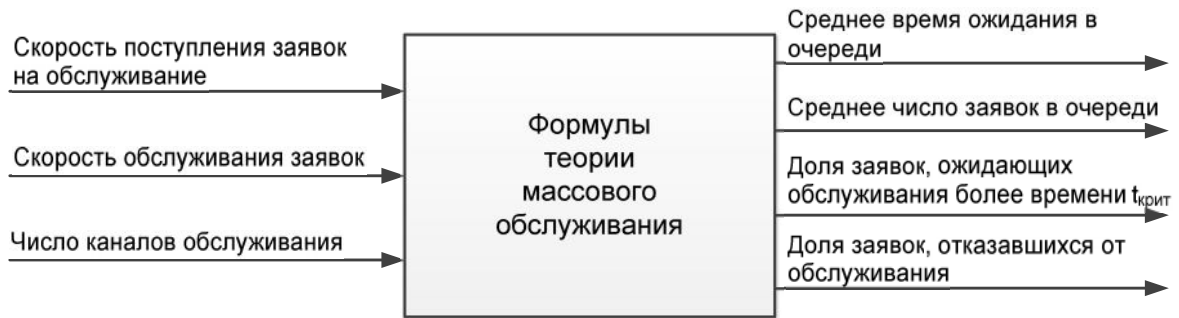 Скорость поступления заявок
на обслуживание
Скорость обслуживания заявок
Число каналов обслуживания
Формулы
теории
массового
обслуживания
Среднее время ожидания в
очереди
Среднее число заявок в очереди
Доля заявок, ожидающих
обслуживания более времени tкрит
Доля заявок, отказавшихся от
обслуживания